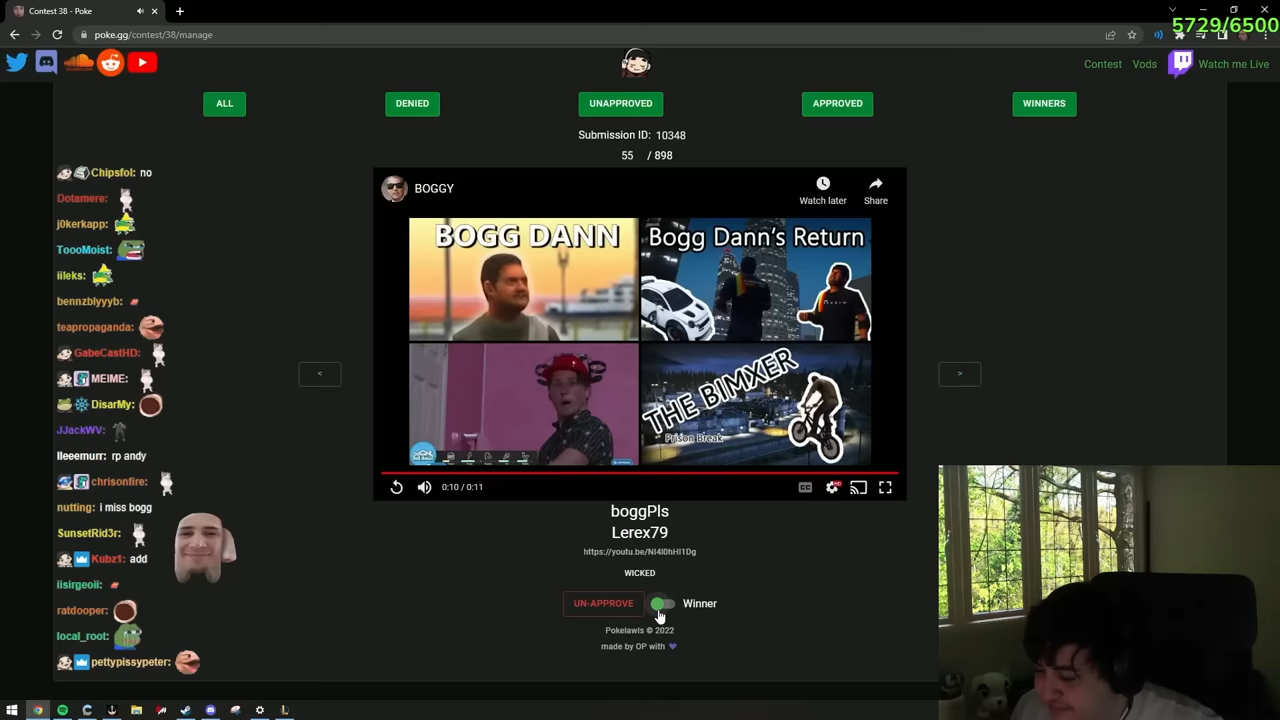 Contest 38 - Poke
5729/6500
poke.gg/contest/38/manage
Contest
Vods
Watch me Live
ALL
DENIED
UNAPPROVED
APPROVED
WINNERS
Submission ID: 10348
55 / 898
Chipsfol: no
Dotamere:
j0kerkapp:
ToooMoist:
iileks:
bennzblyyyb:
teapropaganda:
GabeCastHD:
MEIME:
DisarMy:
JJackWV:
lleeemurr: rp andy
chrisonfire:
nutting: i miss bogg
SunsetRid3r:
Kubz1: add
iisirgeoii:
ratdooper:
local_root:
pettypissypeter:
BOGGY
Watch later
Share
BOGG DANN
Bogg Dann's Return
THE BIMXER
Prison Break
0:10 / 0:11
CC
HD
<
>
boggPls
Lerex79
https://youtu.be/NI4I0hHI1Dg
WICKED
UN-APPROVE
Winner
Pokelawls © 2022
made by OP with